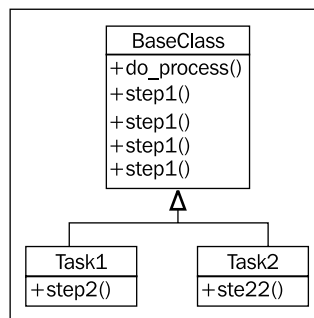 BaseClass
+do_process()
+step1()
+step1()
+step1()
+step1()
Task1
+step2()
Task2
+ste22()